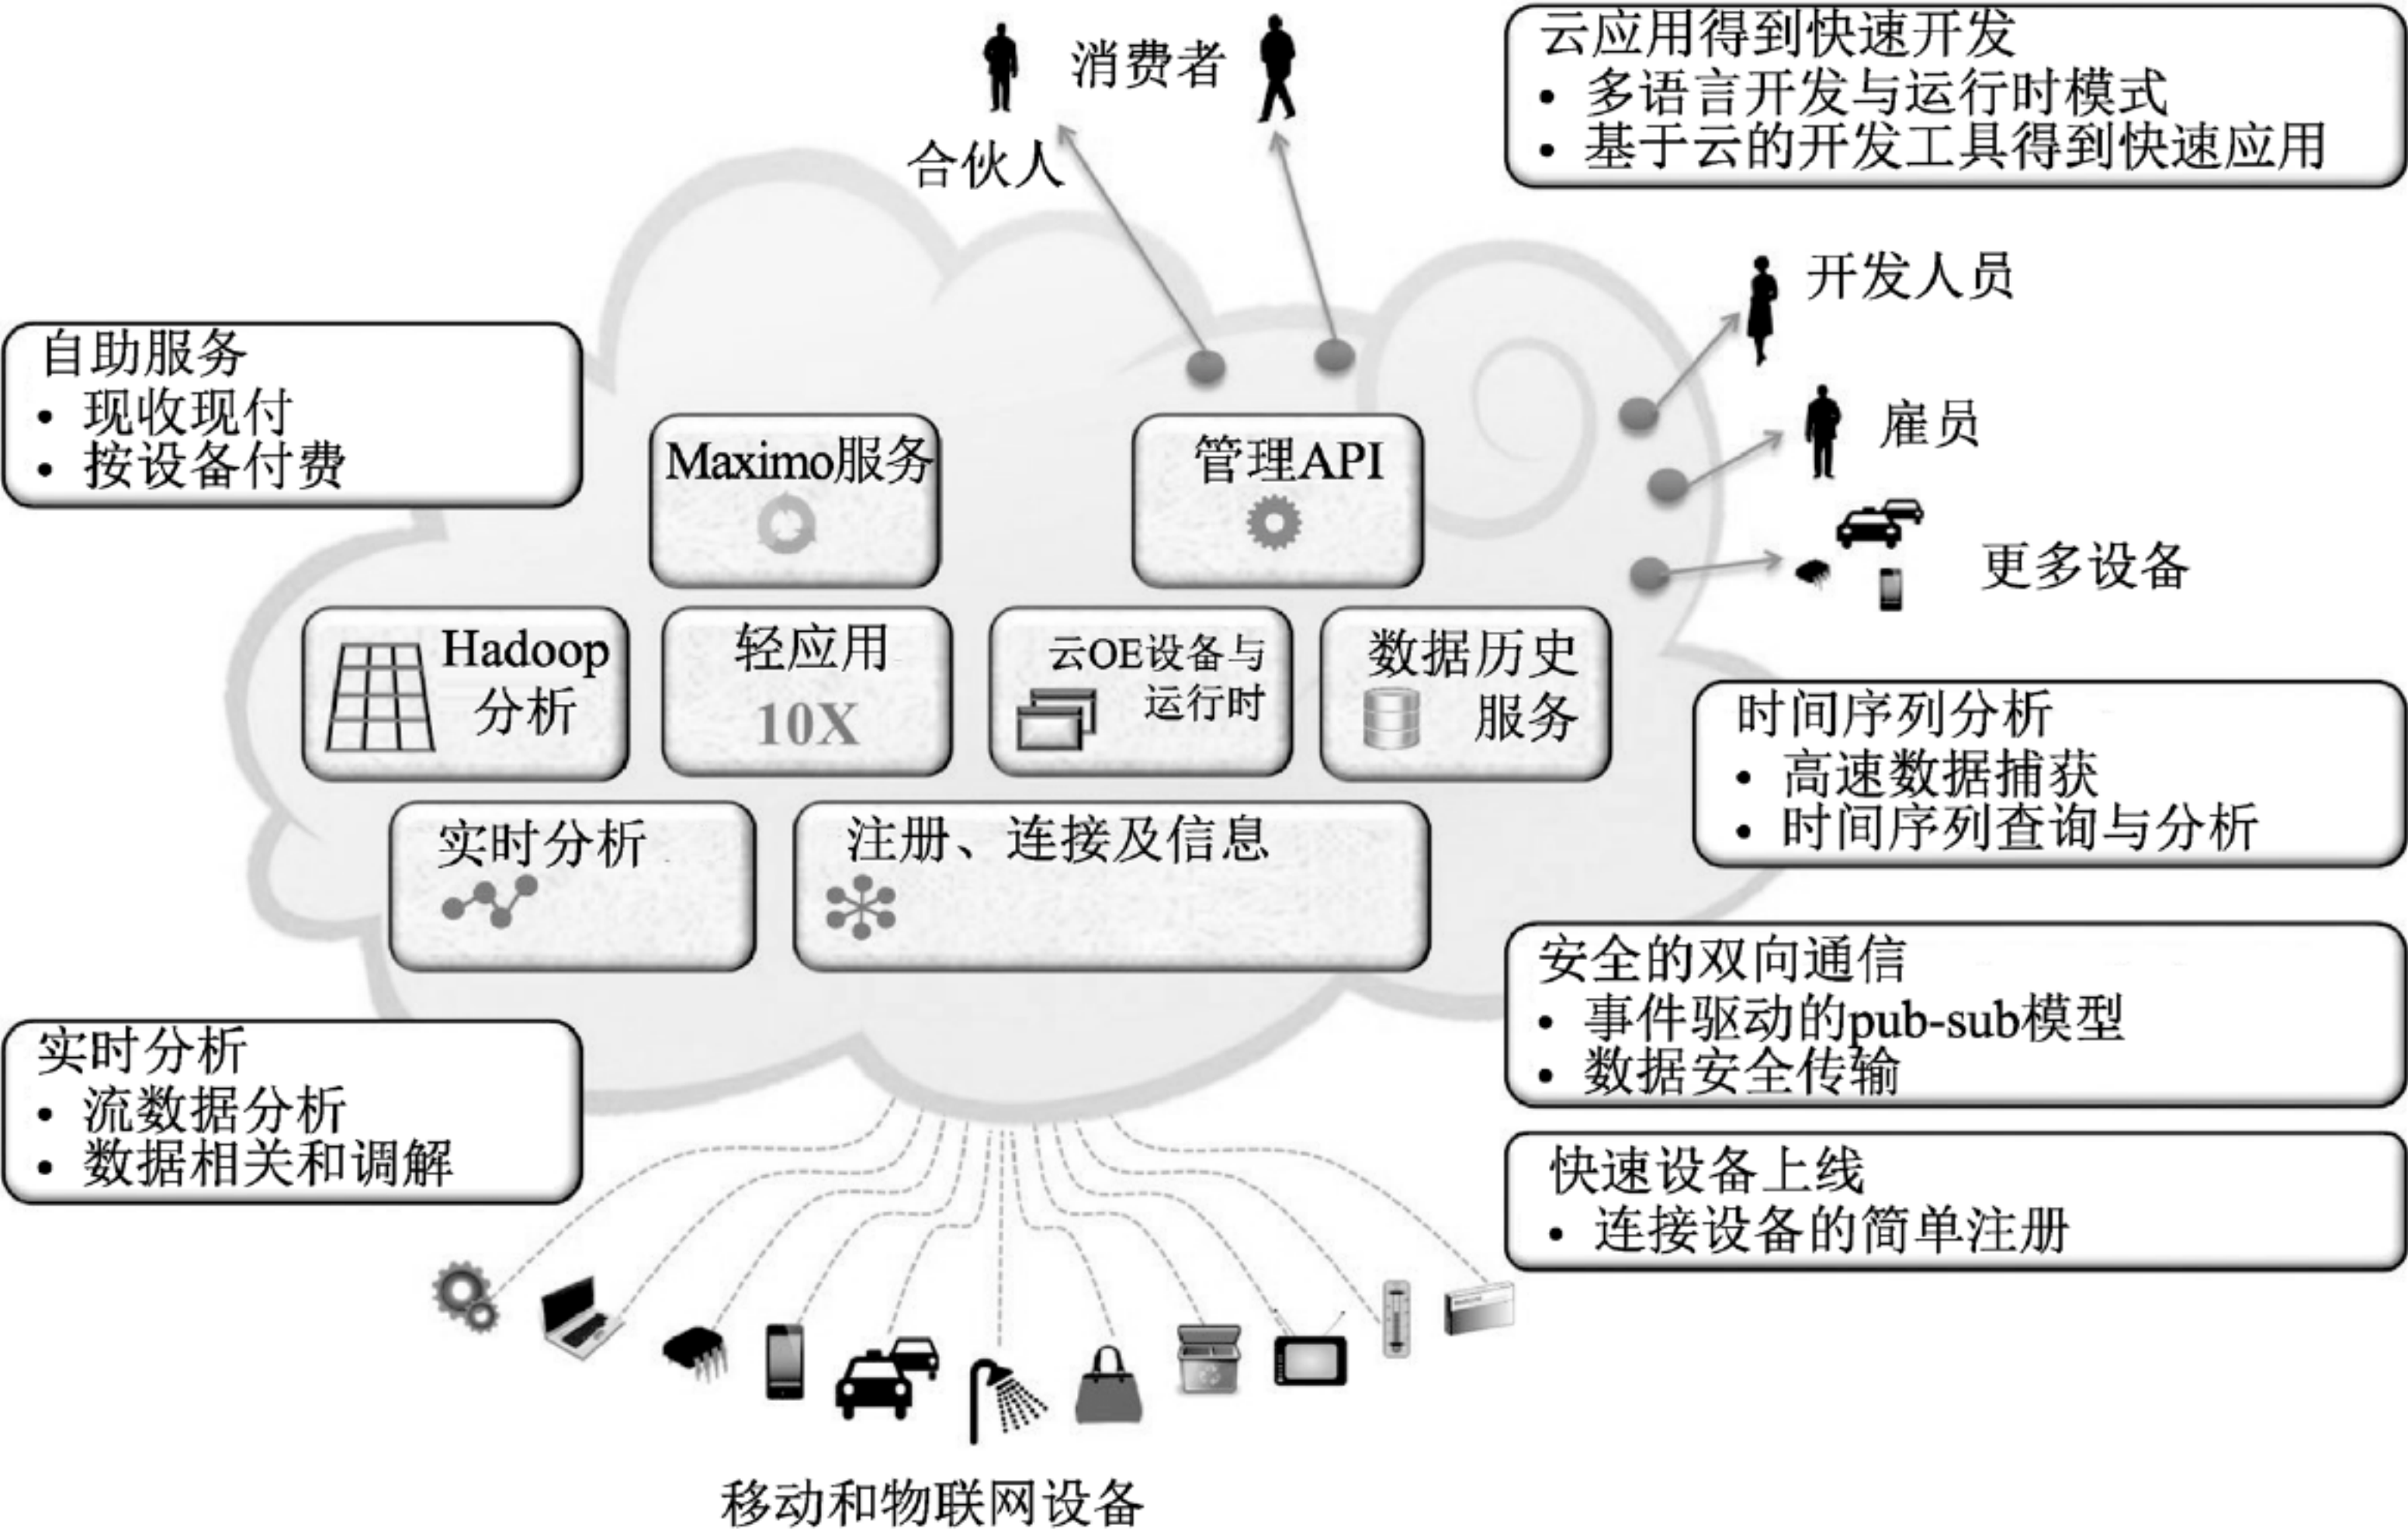 消费者
合伙人
云应用得到快速开发
• 多语言开发与运行时模式
• 基于云的开发工具得到快速应用
开发人员
雇员
更多设备
自助服务
• 现收现付
• 按设备付费
Maximo服务
管理API
Hadoop
分析
轻应用
10X
云OE设备与
运行时
数据历史
服务
时间序列分析
• 高速数据捕获
• 时间序列查询与分析
实时分析
注册、连接及信息
安全的双向通信
• 事件驱动的pub-sub模型
• 数据安全传输
实时分析
• 流数据分析
• 数据相关和调解
快速设备上线
• 连接设备的简单注册
移动和物联网设备